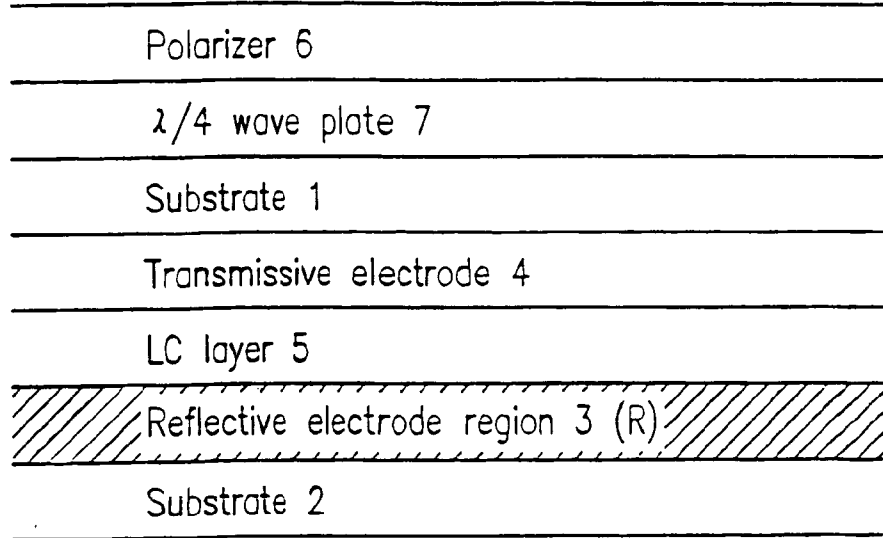 Polarizer 6
λ/4 wave plate 7
Substrate 1
Transmissive electrode 4
LC layer 5
Reflective electrode region 3 (R)
Substrate 2